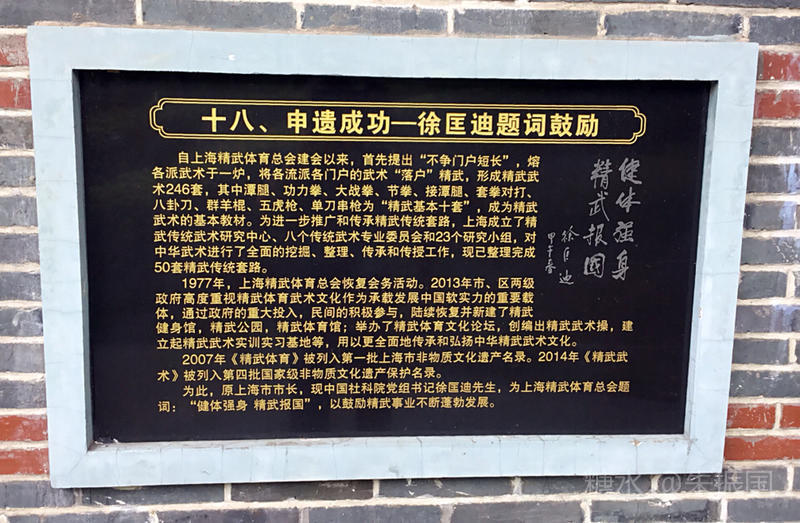 十八、申遗成功—徐匡迪题词鼓励
自上海精武体育总会建会以来，首先提出“不争门户短长”，熔
各派武术于一炉，将各流派各门户的武术“落户”精武，形成精武武
术246套，其中潭腿、功力拳、大战拳、节拳、接潭腿、套拳对打、
八卦刀、群羊棍、五虎枪、单刀串枪为“精武基本十套”，成为精武
武术的基本教材。为进一步推广和传承精武传统套路，上海成立了精
武传统武术研究中心、八个传统武术专业委员会和23个研究小组，对
中华武术进行了全面的挖掘、整理、传承和传授工作，现已整理完成
50套精武传统套路。
1977年，上海精武体育总会恢复会务活动。2013年市、区两级
政府高度重视精武体育武术文化作为承载发展中国软实力的重要载
体，通过政府的重大投入，民间的积极参与，陆续恢复并新建了精武
健身馆，精武公园，精武体育馆；举办了精武体育文化论坛，创编出精武武术操，建
立起精武武术实训实习基地等，用以更全面地传承和弘扬中华精武武术文化。
2007年《精武体育》被列入第一批上海市非物质文化遗产名录。2014年《精武武
术》被列入第四批国家级非物质文化遗产保护名录。
为此，原上海市市长，现中国社科院党组书记徐匡迪先生，为上海精武体育总会题
词：“健体强身 精武报国”，以鼓励精武事业不断蓬勃发展。
健体强身
精武报国
徐匡迪
甲午春
糖水 @朱振国